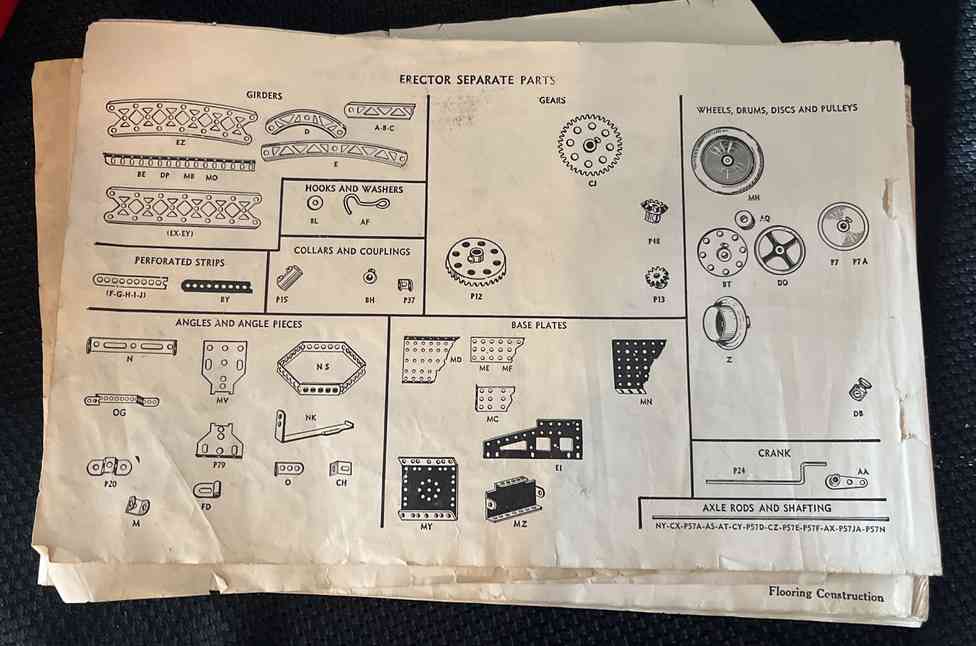 ERECTOR SEPARATE PARTS
GIRDERS
EZ
D
A-B-C
E
BE DP MB MO
(EX-EY)
HOOKS AND WASHERS
BL AF
PERFORATED STRIPS
(F-G-H-I-J) BY
COLLARS AND COUPLINGS
P15 BH P37
GEARS
CJ
P48
P12 P13
WHEELS, DRUMS, DISCS AND PULLEYS
MH
AQ
BT DO P7 P7A
Z
DB
ANGLES AND ANGLE PIECES
N
MV
NS
OG
NK
P79
P20
O CH
M
FD
BASE PLATES
MD
ME MF
MN
MC
EI
MY
MZ
CRANK
P24 AA
AXLE RODS AND SHAFTING
NY-CX-P57A-AS-AT-CY-P57D-CZ-P57E-P57F-AX-P57JA-P57N
Flooring Construction